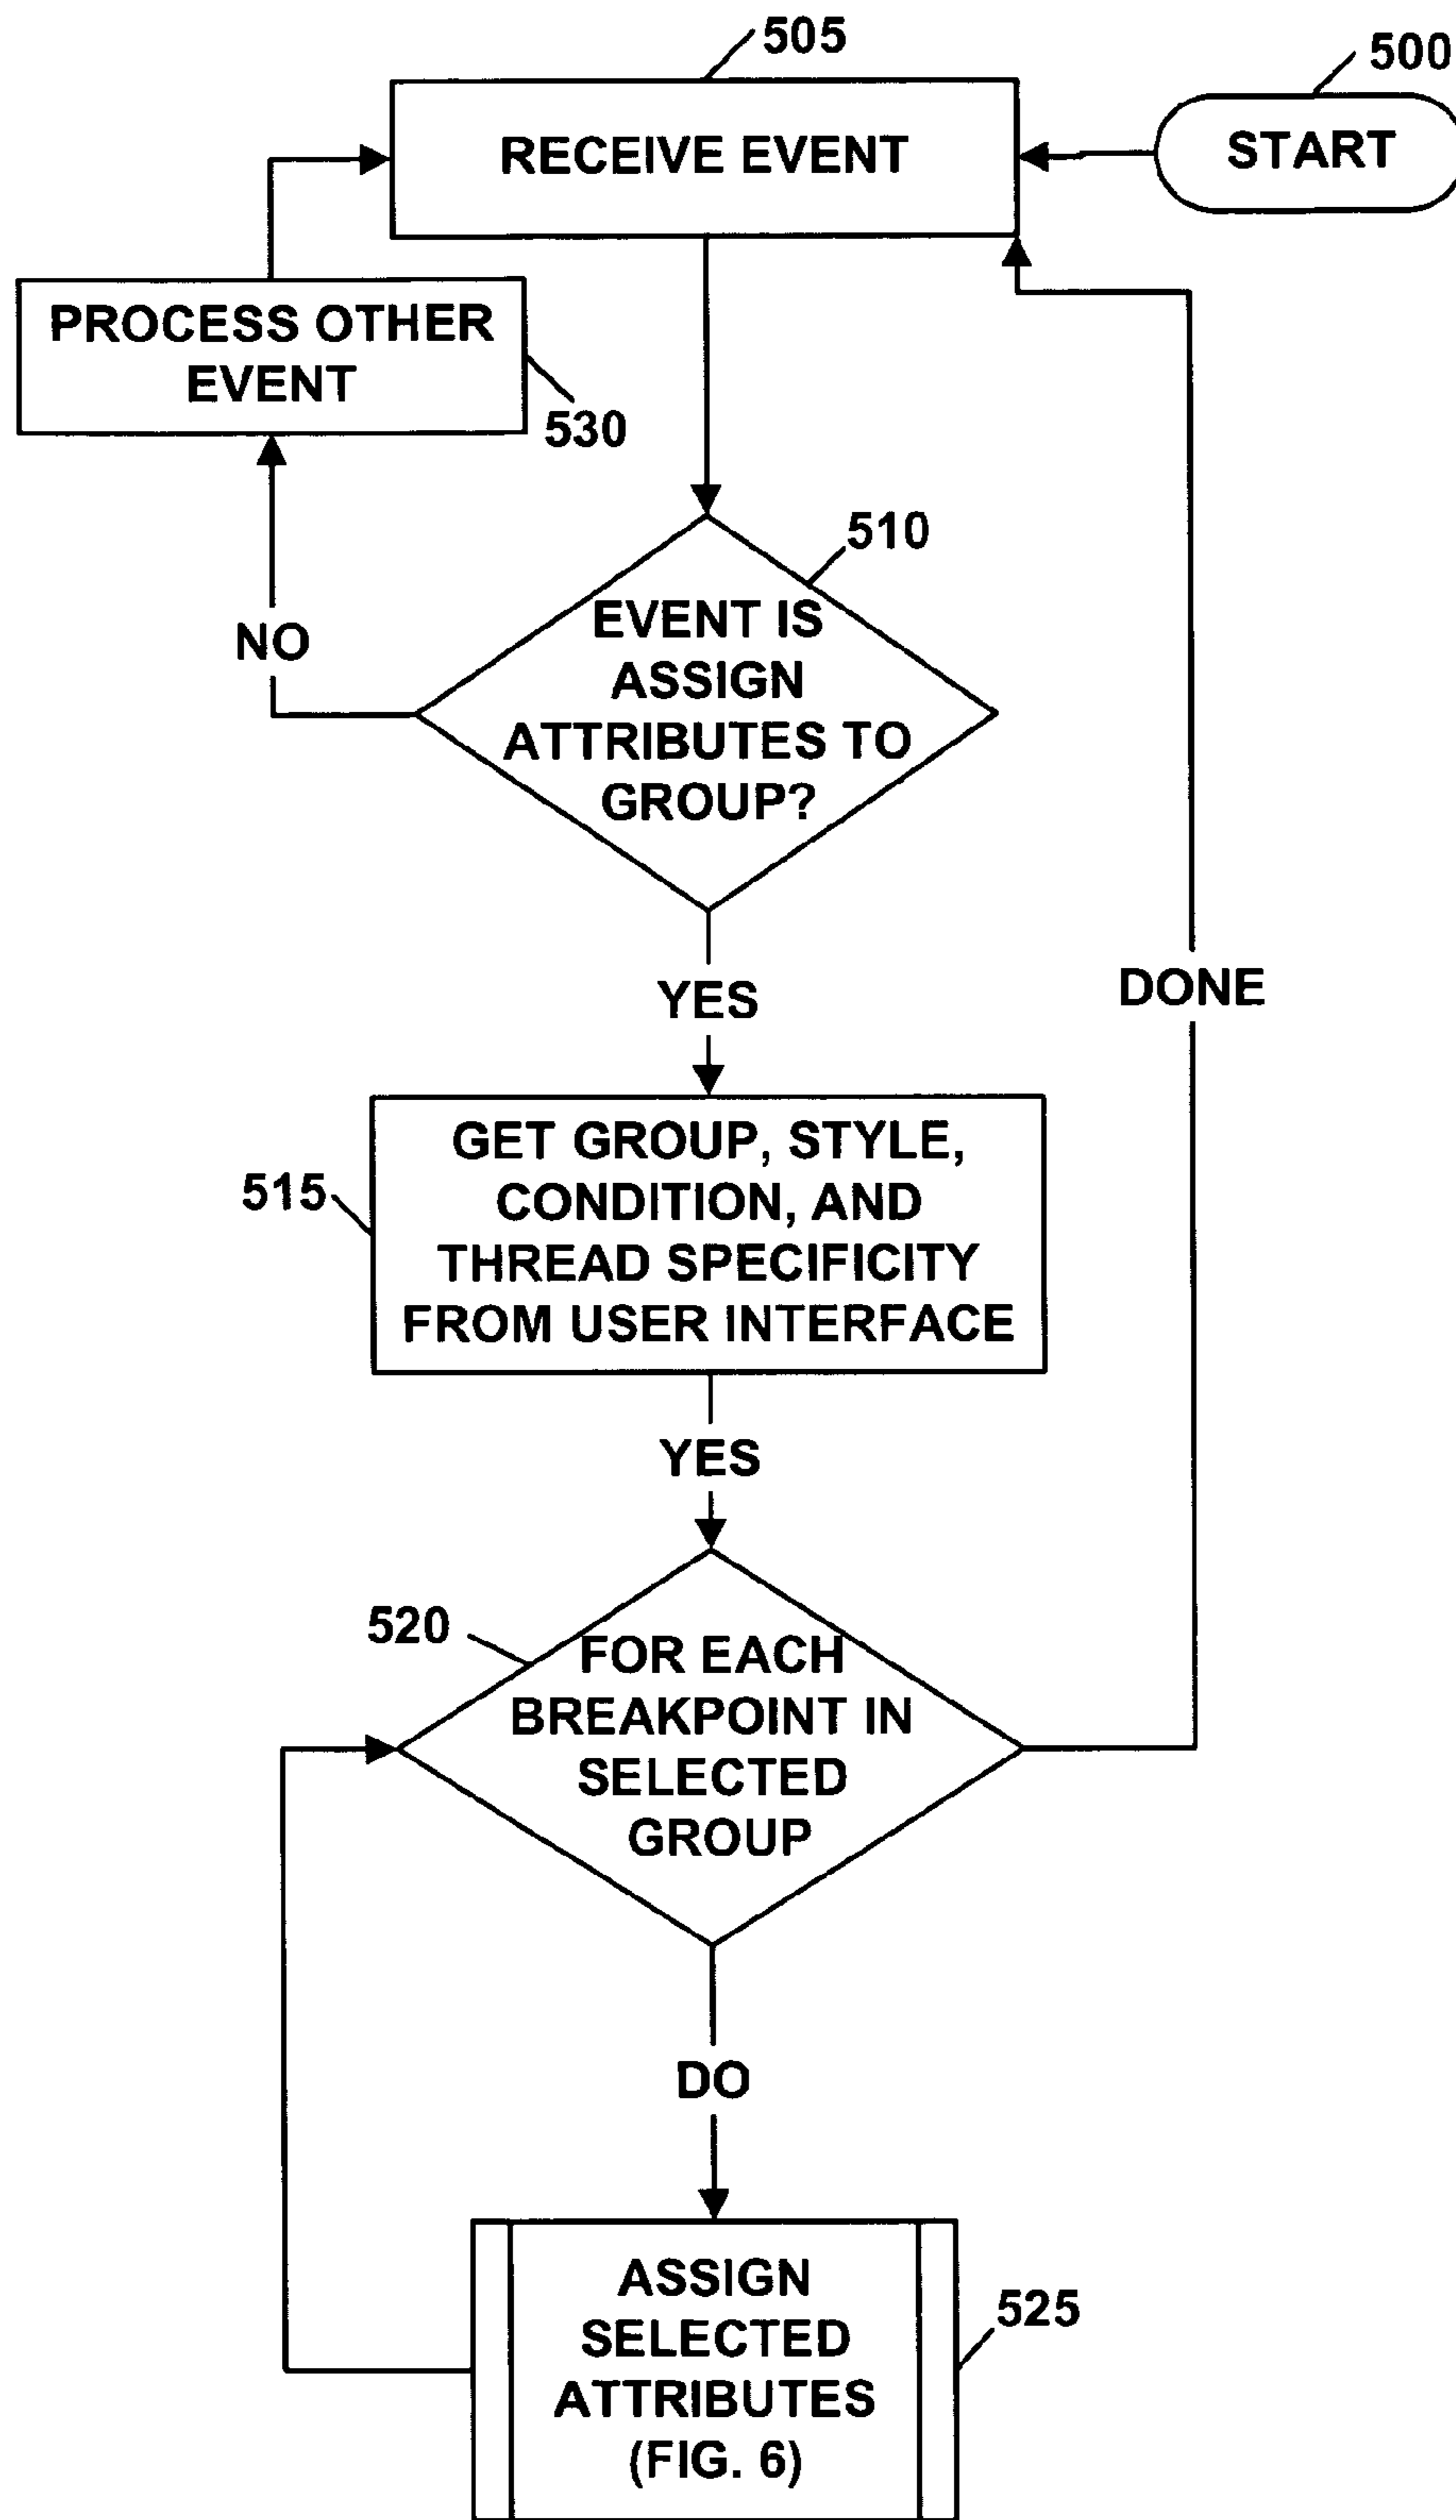 505
500
RECEIVE EVENT
START
PROCESS OTHER
EVENT
530
510
EVENT IS
ASSIGN
ATTRIBUTES TO
GROUP?
NO
YES
DONE
GET GROUP, STYLE,
CONDITION, AND
THREAD SPECIFICITY
FROM USER INTERFACE
515
YES
520
FOR EACH
BREAKPOINT IN
SELECTED
GROUP
DO
ASSIGN
SELECTED
ATTRIBUTES
(FIG. 6)
525